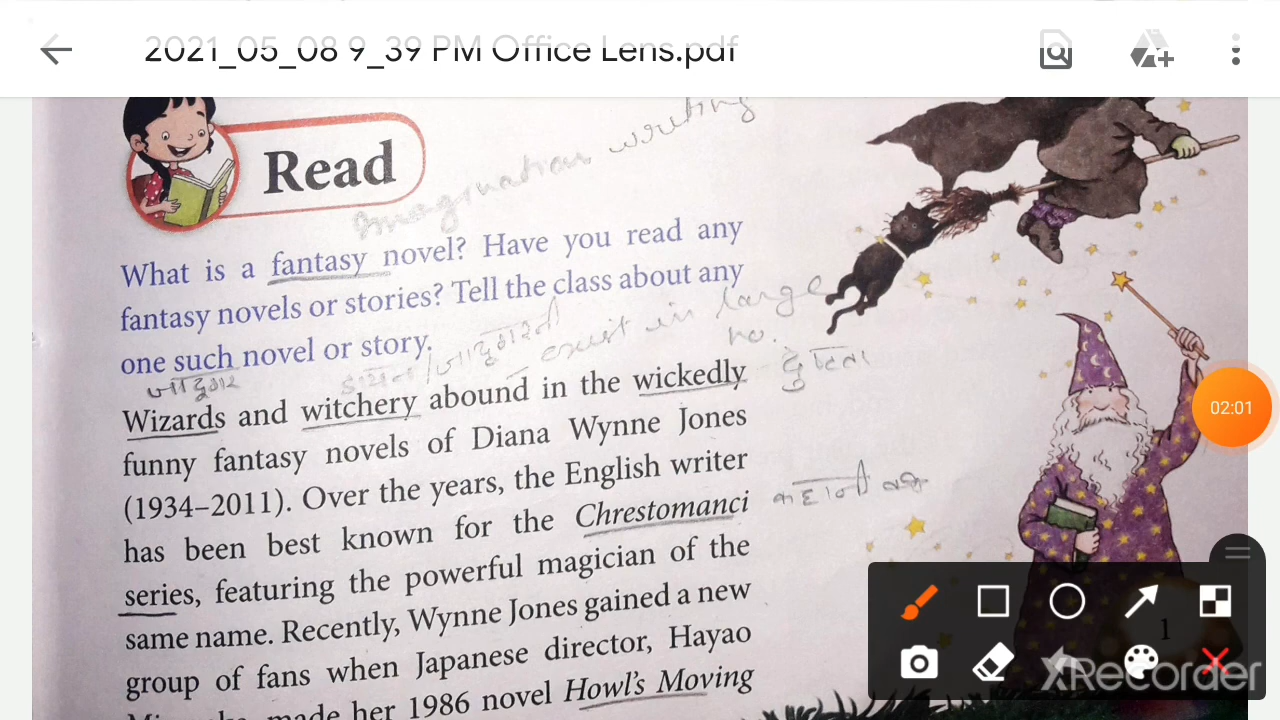 2021_05_08 9_39 PM Office Lens.pdf
Read
Imagination writing
What is a fantasy novel? Have you read any
fantasy novels or stories? Tell the class about any
one such novel or story.
exist in large
no.
जादुगर
जादुगरनी
दुष्टता
Wizards and witchery abound in the wickedly
funny fantasy novels of Diana Wynne Jones
(1934–2011). Over the years, the English writer
has been best known for the Chrestomanci
series, featuring the powerful magician of the
same name. Recently, Wynne Jones gained a new
group of fans when Japanese director, Hayao
made her 1986 novel Howl's Moving
02:01
1
XRecorder